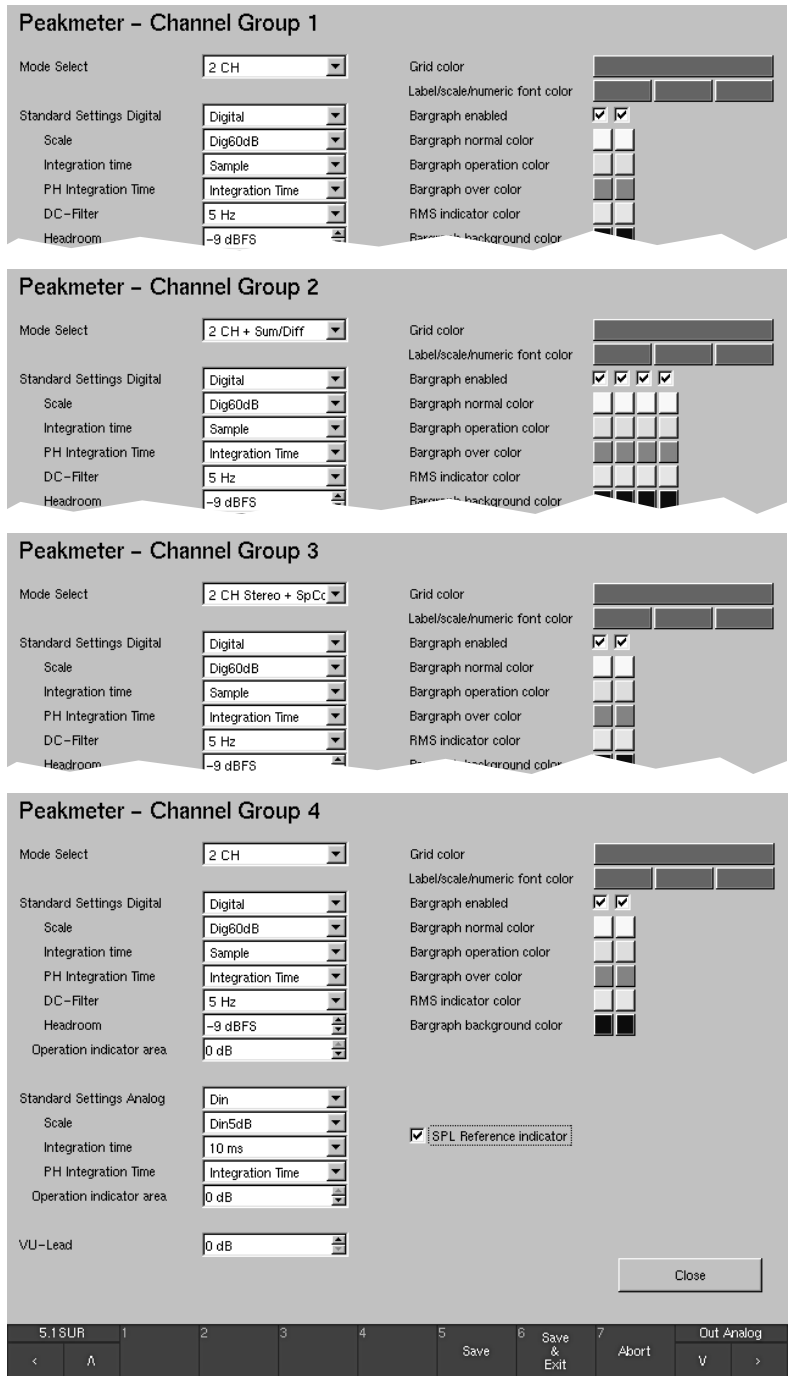 Peakmeter – Channel Group 1
Mode Select 2 CH Grid color
Label/scale/numeric font color
Standard Settings Digital Digital Bargraph enabled
Scale Dig60dB Bargraph normal color
Integration time Sample Bargraph operation color
PH Integration Time Integration Time Bargraph over color
DC-Filter 5 Hz RMS indicator color
Headroom -9 dBFS background color
Peakmeter – Channel Group 2
Mode Select 2 CH + Sum/Diff Grid color
Label/scale/numeric font color
Standard Settings Digital Digital Bargraph enabled
Scale Dig60dB Bargraph normal color
Integration time Sample Bargraph operation color
PH Integration Time Integration Time Bargraph over color
DC-Filter 5 Hz RMS indicator color
Headroom -9 dBFS background color
Peakmeter – Channel Group 3
Mode Select 2 CH Stereo + SpCo Grid color
Label/scale/numeric font color
Standard Settings Digital Digital Bargraph enabled
Scale Dig60dB Bargraph normal color
Integration time Sample Bargraph operation color
PH Integration Time Integration Time Bargraph over color
DC-Filter 5 Hz RMS indicator color
Headroom -9 dBFS background color
Peakmeter – Channel Group 4
Mode Select 2 CH Grid color
Label/scale/numeric font color
Standard Settings Digital Digital Bargraph enabled
Scale Dig60dB Bargraph normal color
Integration time Sample Bargraph operation color
PH Integration Time Integration Time Bargraph over color
DC-Filter 5 Hz RMS indicator color
Headroom -9 dBFS Bargraph background color
Operation indicator area 0 dB
Standard Settings Analog Din
Scale Din5dB
Integration time 10 ms SPL Reference indicator
PH Integration Time Integration Time
Operation indicator area 0 dB
VU-Lead 0 dB
Close
5.1SUR 1 2 3 4 5 Save 6 Save & Exit 7 Abort Out Analog
< Λ V >